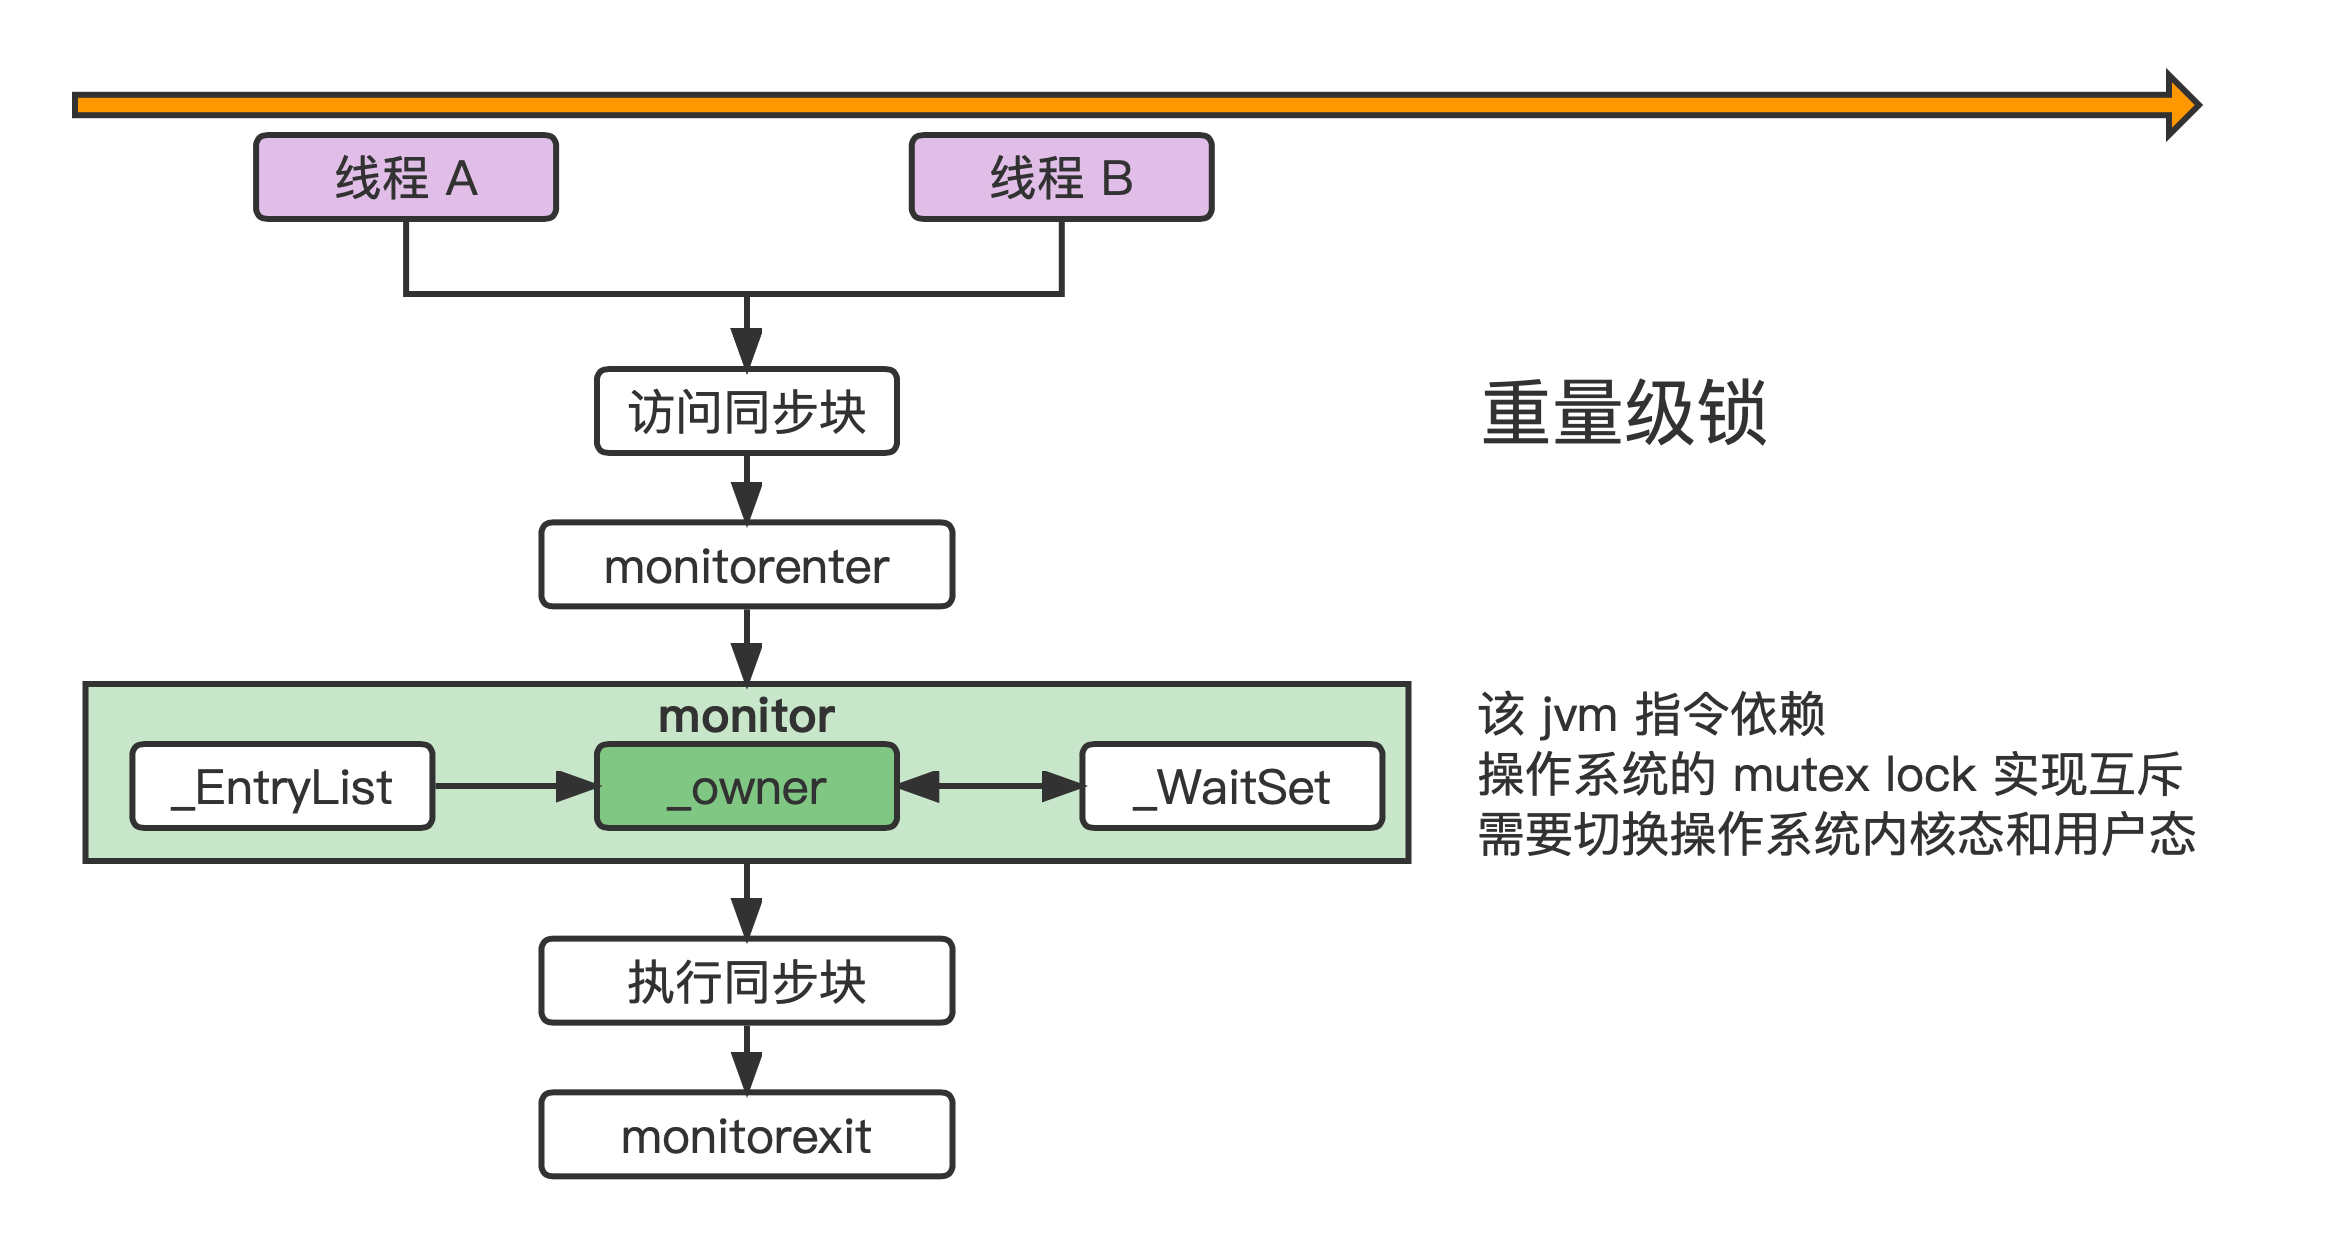 线程 A
线程 B
访问同步块
重量级锁
monitorenter
monitor
_EntryList
_owner
_WaitSet
该 jvm 指令依赖
操作系统的 mutex lock 实现互斥
需要切换操作系统内核态和用户态
执行同步块
monitorexit